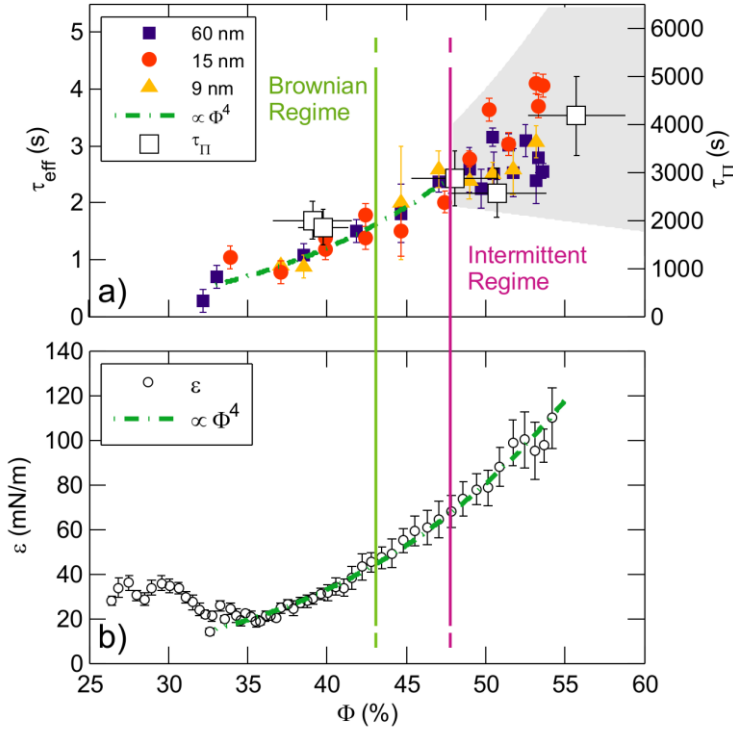 60 nm
15 nm
9 nm
∝ Φ⁴
τ_Π
Brownian
Regime
Intermittent
Regime
a)
τ_eff (s)
5
4
3
2
1
0
τ_Π (s)
6000
5000
4000
3000
2000
1000
0
ε
∝ Φ⁴
b)
ε (mN/m)
140
120
100
80
60
40
20
0
25 30 35 40 45 50 55 60
Φ (%)